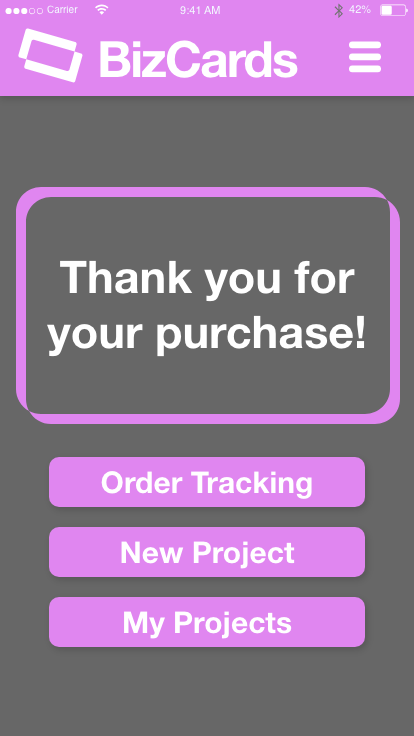 Carrier 9:41 AM 42%
BizCards
Thank you for
your purchase!
Order Tracking
New Project
My Projects